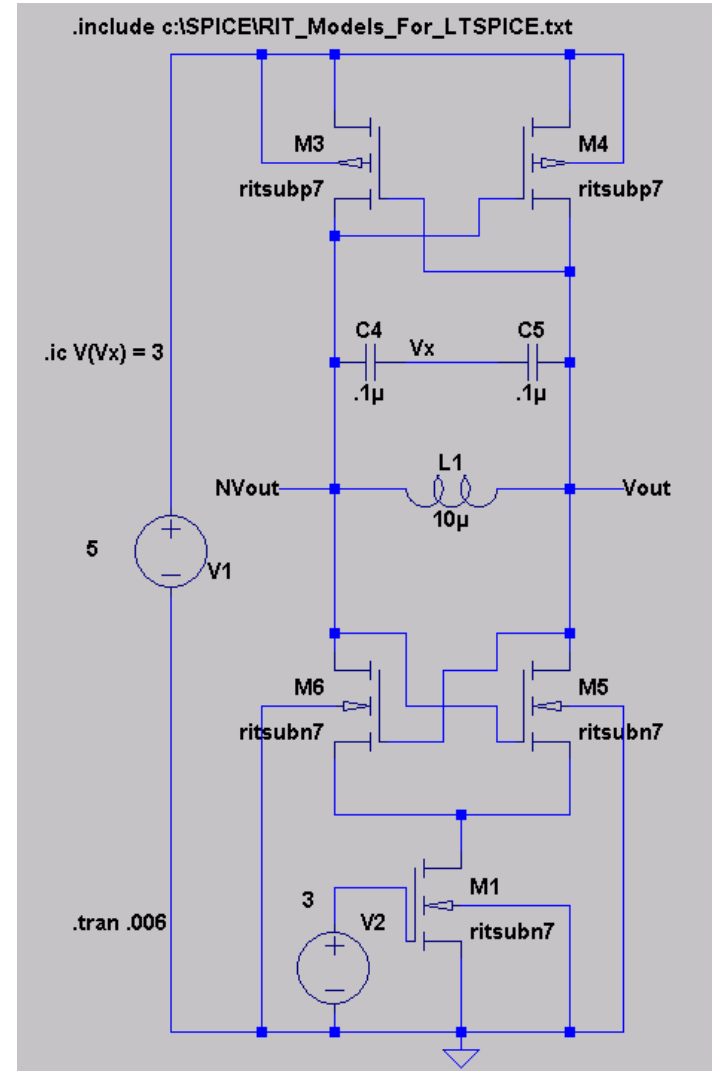 .include c:\SPICE\RIT_Models_For_LTSPICE.txt
M3
M4
ritsubp7
ritsubp7
C4
Vx
C5
.ic V(Vx) = 3
.1µ
.1µ
L1
NVout
Vout
10µ
5
V1
M6
M5
ritsubn7
ritsubn7
3
M1
V2
.tran .006
ritsubn7